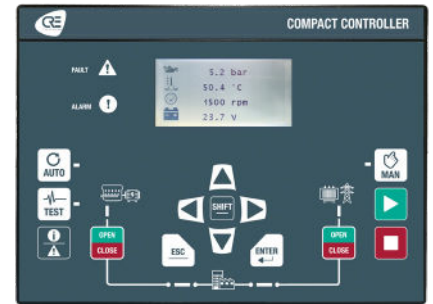 CRE
COMPACT CONTROLLER
FAULT
ALARM
5.2 bar
50.4 °C
1500 rpm
23.7 V
AUTO
MAN
TEST
SHIFT
OPEN
CLOSE
ESC
ENTER
OPEN
CLOSE